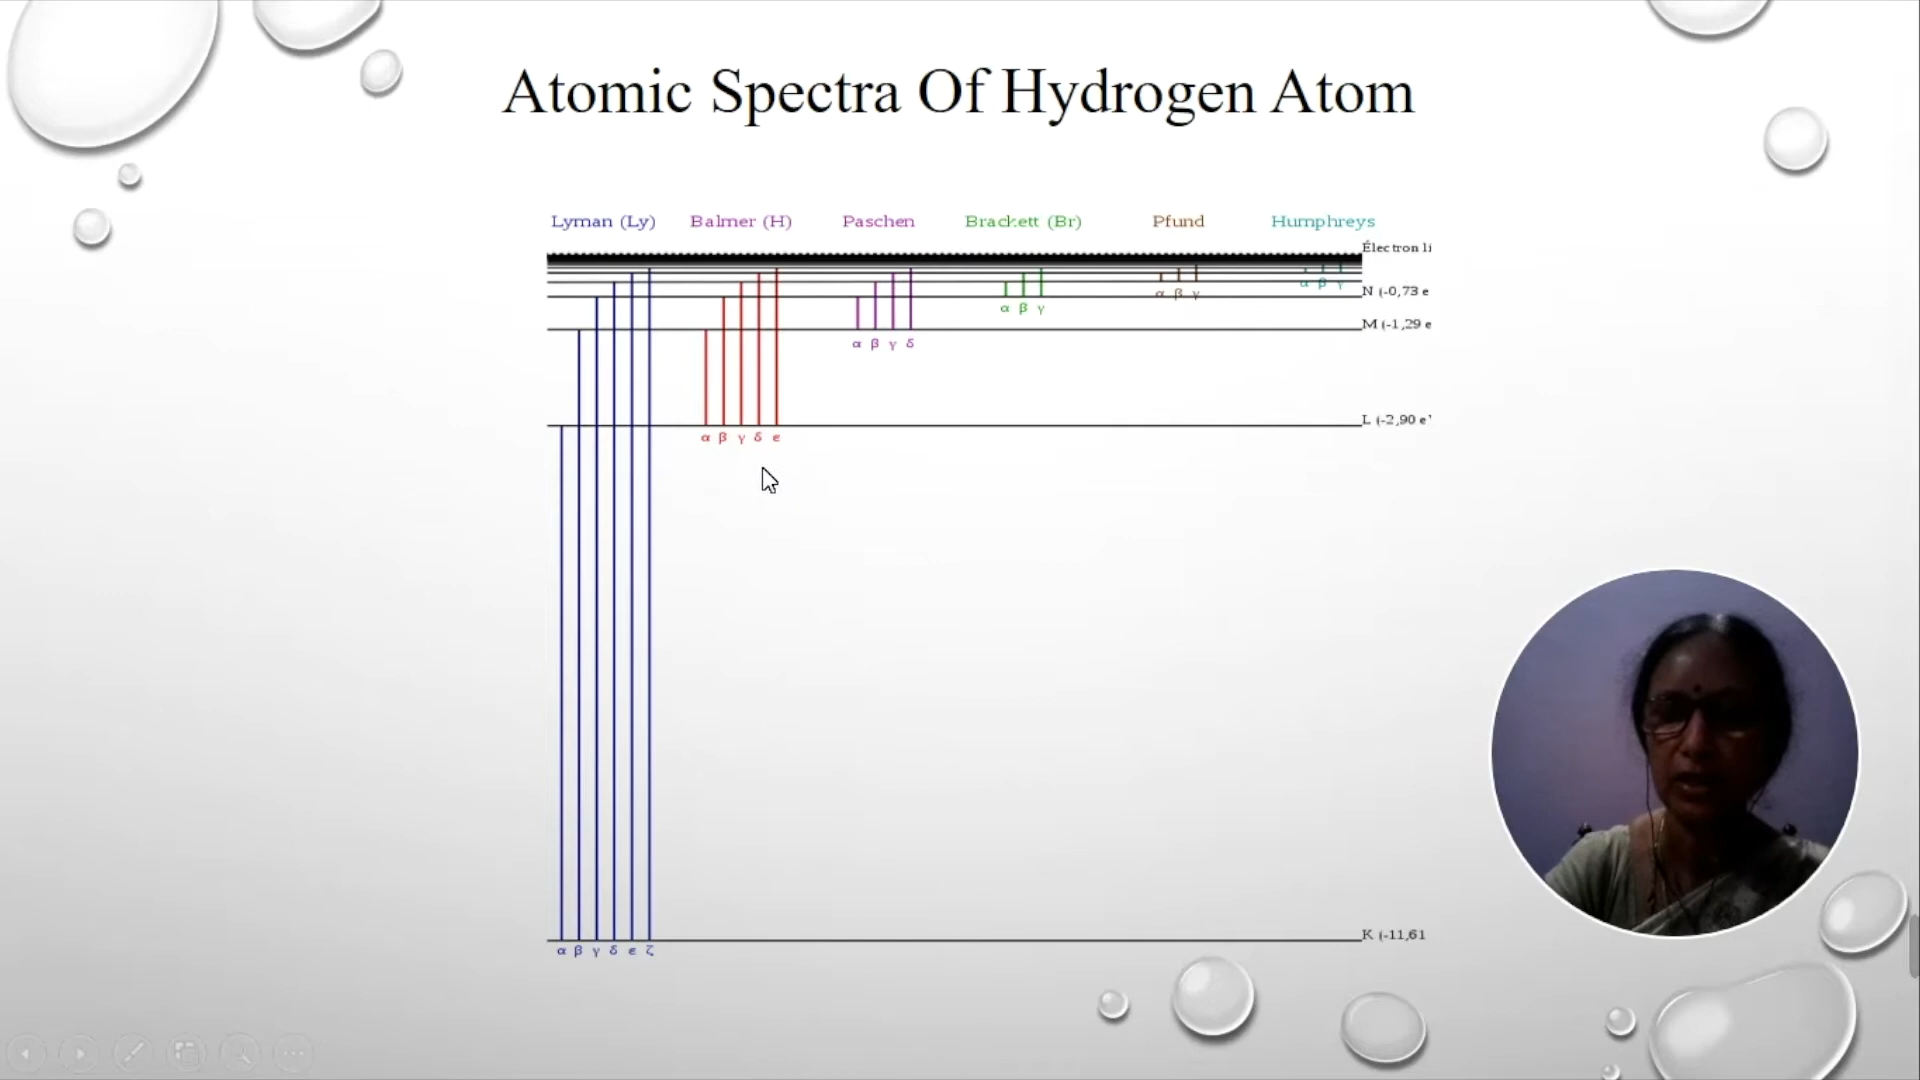 Atomic Spectra Of Hydrogen Atom
Lyman (Ly) Balmer (H) Paschen Brackett (Br) Pfund Humphreys
Électron li
α β γ
α β γ
N (-0,73 e
α β γ
M (-1,29 e
α β γ δ
L (-2,90 e
α β γ δ ε
K (-11,61
α β γ δ ε ζ